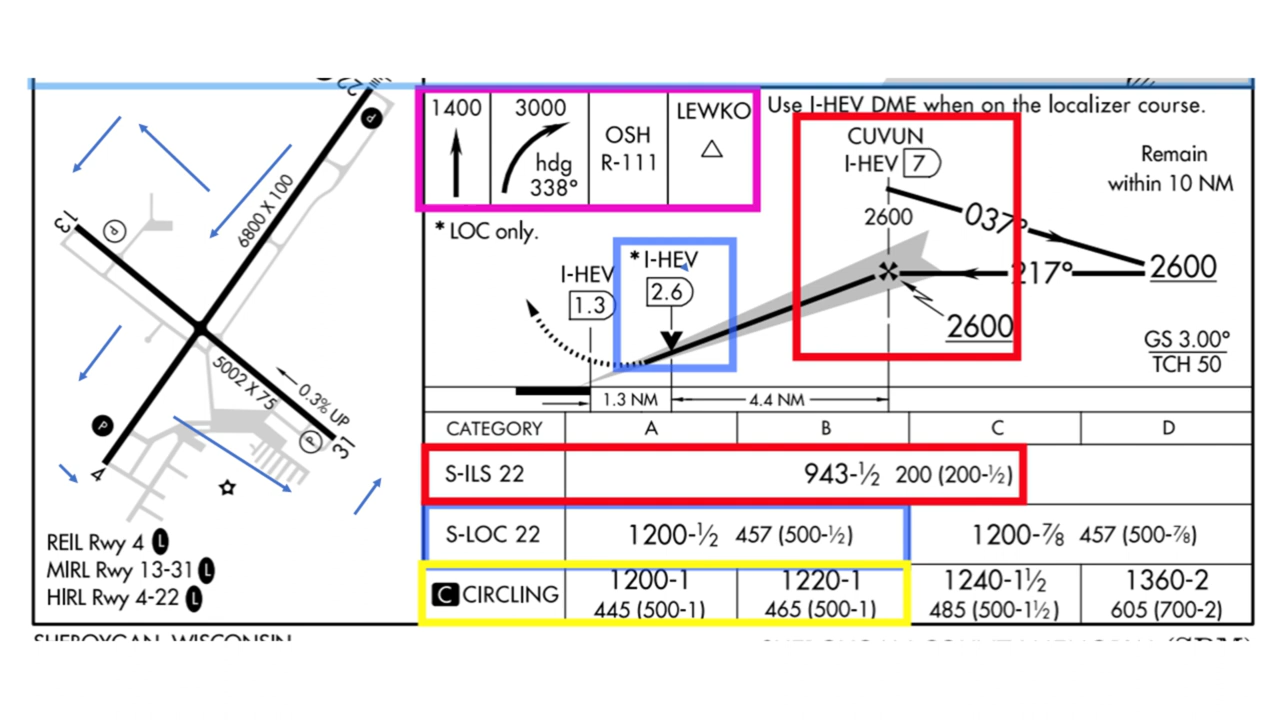 22
6800 X 100
P
P
13
5002 X 75
0.3% UP
P
P
31
4
REIL Rwy 4 L
MIRL Rwy 13-31 L
HIRL Rwy 4-22 L
1400
3000
hdg
338°
OSH
R-111
LEWKO
Use I-HEV DME when on the localizer course.
CUVUN
I-HEV 7
Remain
within 10 NM
* LOC only.
2600
037°
* I-HEV
2.6
I-HEV
1.3
217°
2600
2600
GS 3.00°
TCH 50
1.3 NM
4.4 NM
CATEGORY A B C D
S-ILS 22 943-½ 200 (200-½)
S-LOC 22 1200-½ 457 (500-½) 1200-⅞ 457 (500-⅞)
C CIRCLING 1200-1 445 (500-1) 1220-1 465 (500-1) 1240-1½ 485 (500-1½) 1360-2 605 (700-2)
SHEBOYGAN, WISCONSIN